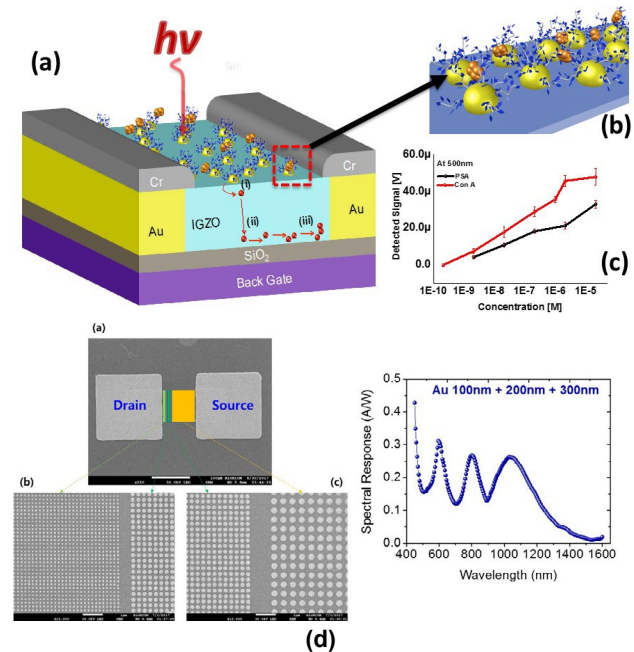 hv
(a)
(b)
Cr
Cr
(i)
Au
IGZO
(ii)
(iii)
Au
SiO2
Back Gate
At 500nm
PSA
Con A
60.0μ
40.0μ
20.0μ
0.0
Detected Signal [V]
1E-10 1E-9 1E-8 1E-7 1E-6 1E-5
Concentration [M]
(c)
(a)
Drain
Source
(b)
(c)
Au 100nm + 200nm + 300nm
0.5
0.4
0.3
0.2
0.1
0.0
Spectral Response (A/W)
400 600 800 1000 1200 1400 1600
Wavelength (nm)
(d)